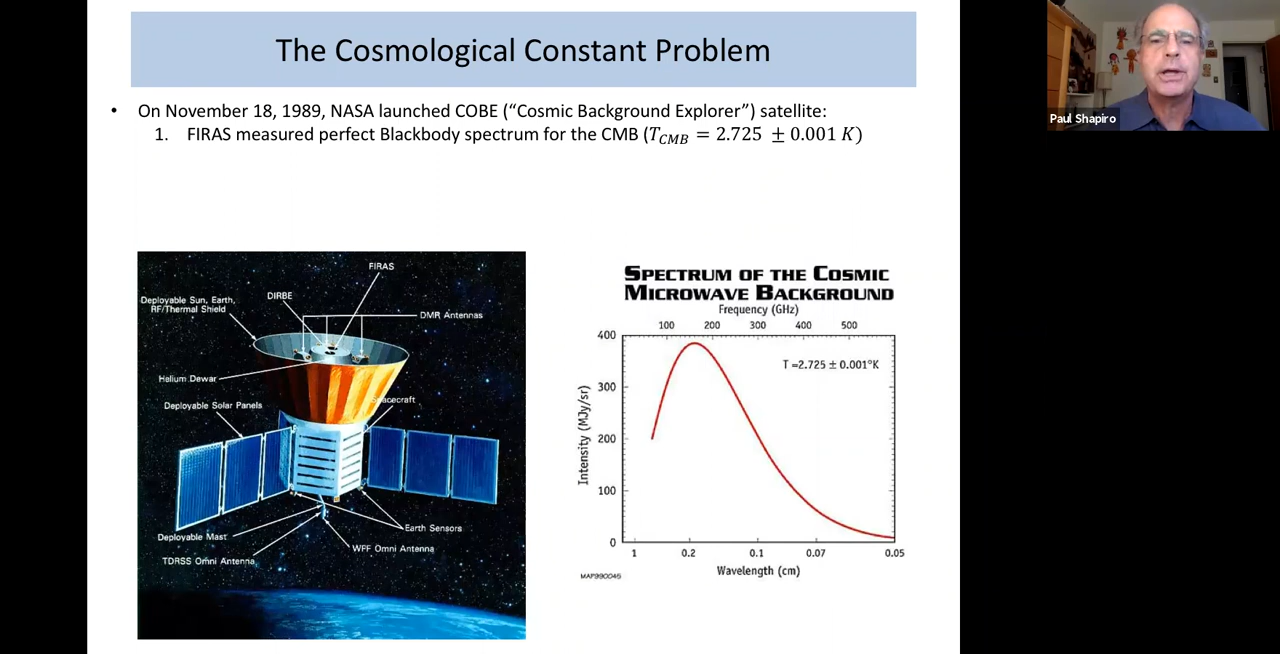 The Cosmological Constant Problem
• On November 18, 1989, NASA launched COBE (“Cosmic Background Explorer”) satellite:
1. FIRAS measured perfect Blackbody spectrum for the CMB (T_CMB = 2.725 ± 0.001 K)
Paul Shapiro
FIRAS
DIRBE
Deployable Sun, Earth,
RF/Thermal Shield
DMR Antennas
Helium Dewar
Spacecraft
Deployable Solar Panels
Earth Sensors
Deployable Mast
WFF Omni Antenna
TDRSS Omni Antenna
SPECTRUM OF THE COSMIC
MICROWAVE BACKGROUND
Frequency (GHz)
100 200 300 400 500
400
T =2.725 ± 0.001°K
300
Intensity (MJy/sr)
200
100
0
1 0.2 0.1 0.07 0.05
Wavelength (cm)
MAP990045